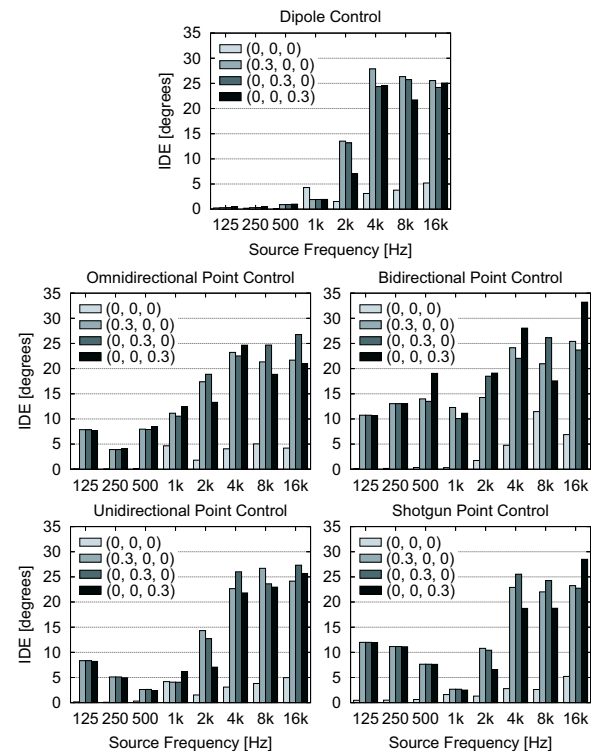 Dipole Control
35
30
25
20
15
10
5
0
IDE [degrees]
(0, 0, 0)
(0.3, 0, 0)
(0, 0.3, 0)
(0, 0, 0.3)
125 250 500 1k 2k 4k 8k 16k
Source Frequency [Hz]
Omnidirectional Point Control
35
30
25
20
15
10
5
0
IDE [degrees]
(0, 0, 0)
(0.3, 0, 0)
(0, 0.3, 0)
(0, 0, 0.3)
125 250 500 1k 2k 4k 8k 16k
Bidirectional Point Control
35
30
25
20
15
10
5
0
(0, 0, 0)
(0.3, 0, 0)
(0, 0.3, 0)
(0, 0, 0.3)
125 250 500 1k 2k 4k 8k 16k
Unidirectional Point Control
35
30
25
20
15
10
5
0
IDE [degrees]
(0, 0, 0)
(0.3, 0, 0)
(0, 0.3, 0)
(0, 0, 0.3)
125 250 500 1k 2k 4k 8k 16k
Source Frequency [Hz]
Shotgun Point Control
35
30
25
20
15
10
5
0
(0, 0, 0)
(0.3, 0, 0)
(0, 0.3, 0)
(0, 0, 0.3)
125 250 500 1k 2k 4k 8k 16k
Source Frequency [Hz]